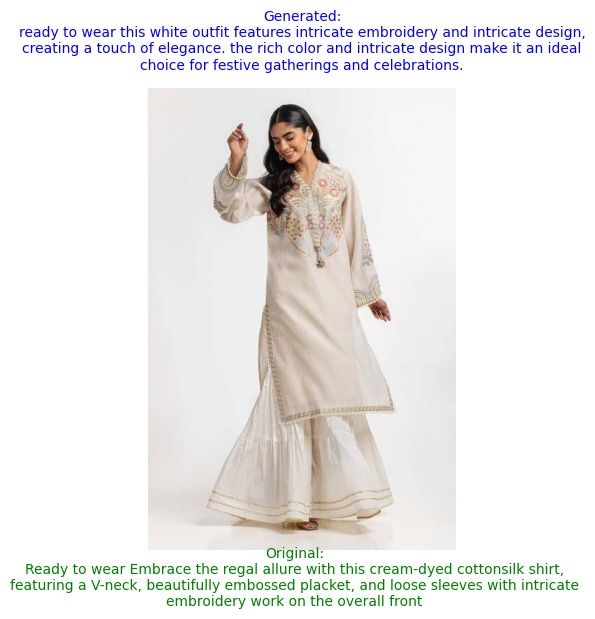 Generated:
ready to wear this white outfit features intricate embroidery and intricate design,
creating a touch of elegance. the rich color and intricate design make it an ideal
choice for festive gatherings and celebrations.
Original:
Ready to wear Embrace the regal allure with this cream-dyed cottonsilk shirt,
featuring a V-neck, beautifully embossed placket, and loose sleeves with intricate
embroidery work on the overall front